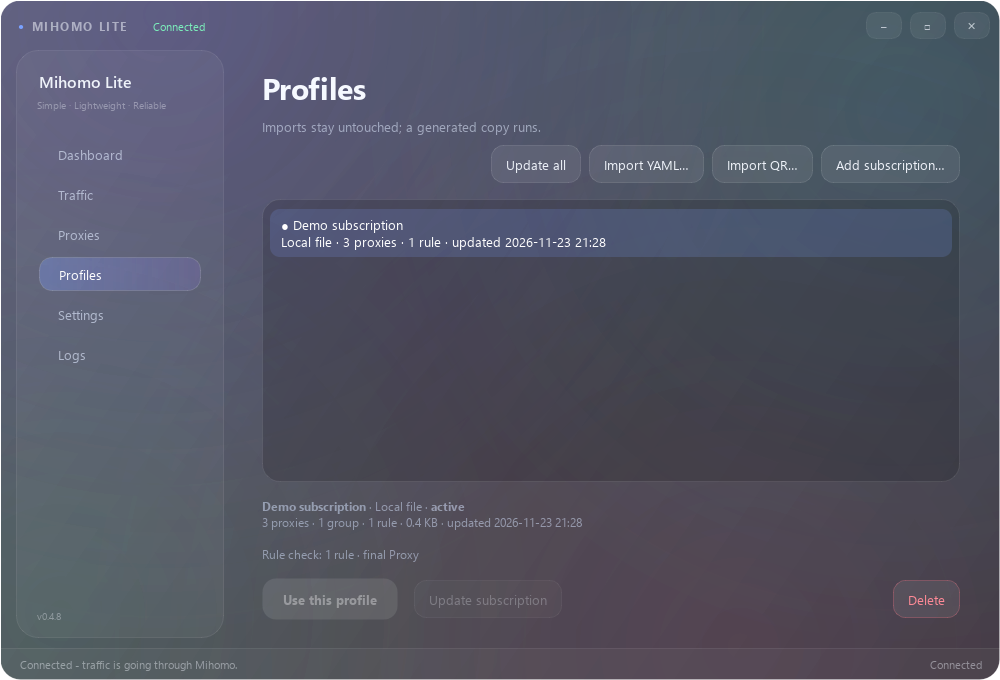 MIHOMO LITE
Connected
Mihomo Lite
Simple · Lightweight · Reliable
Dashboard
Traffic
Proxies
Profiles
Settings
Logs
v0.4.8
Profiles
Imports stay untouched; a generated copy runs.
Update all
Import YAML...
Import QR...
Add subscription...
● Demo subscription
Local file · 3 proxies · 1 rule · updated 2026-11-23 21:28
Demo subscription · Local file · active
3 proxies · 1 group · 1 rule · 0.4 KB · updated 2026-11-23 21:28
Rule check: 1 rule · final Proxy
Use this profile
Update subscription
Delete
Connected - traffic is going through Mihomo.
Connected